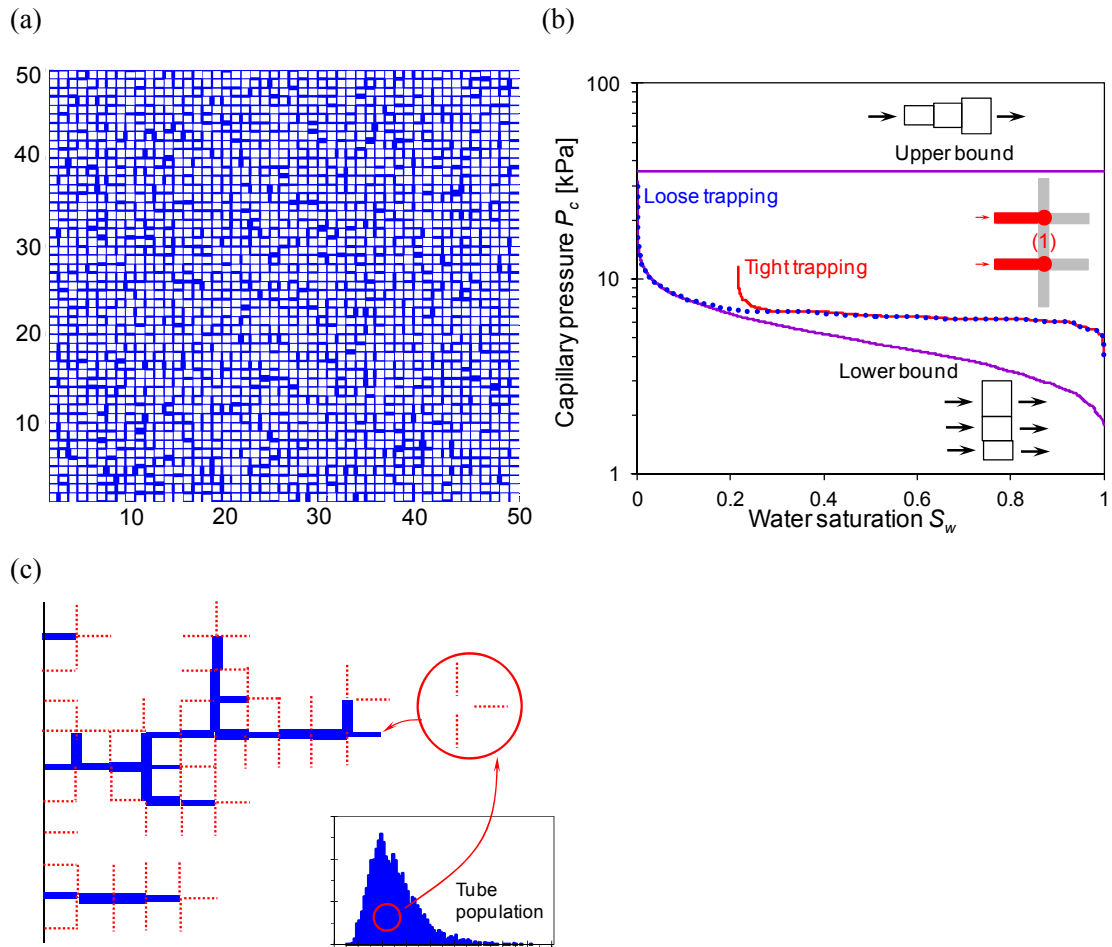 (a)
50
40
30
20
10
10 20 30 40 50
(b)
Capillary pressure P_c [kPa]
100
10
1
Upper bound
Loose trapping
(1)
Tight trapping
Lower bound
0 0.2 0.4 0.6 0.8 1
Water saturation S_w
(c)
Tube
population